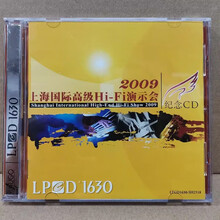 2009
上海国际高级Hi-Fi演示会
Shanghai International High-End Hi-Fi Show 2009
纪念CD
LPCD 1630
LPCD 1630